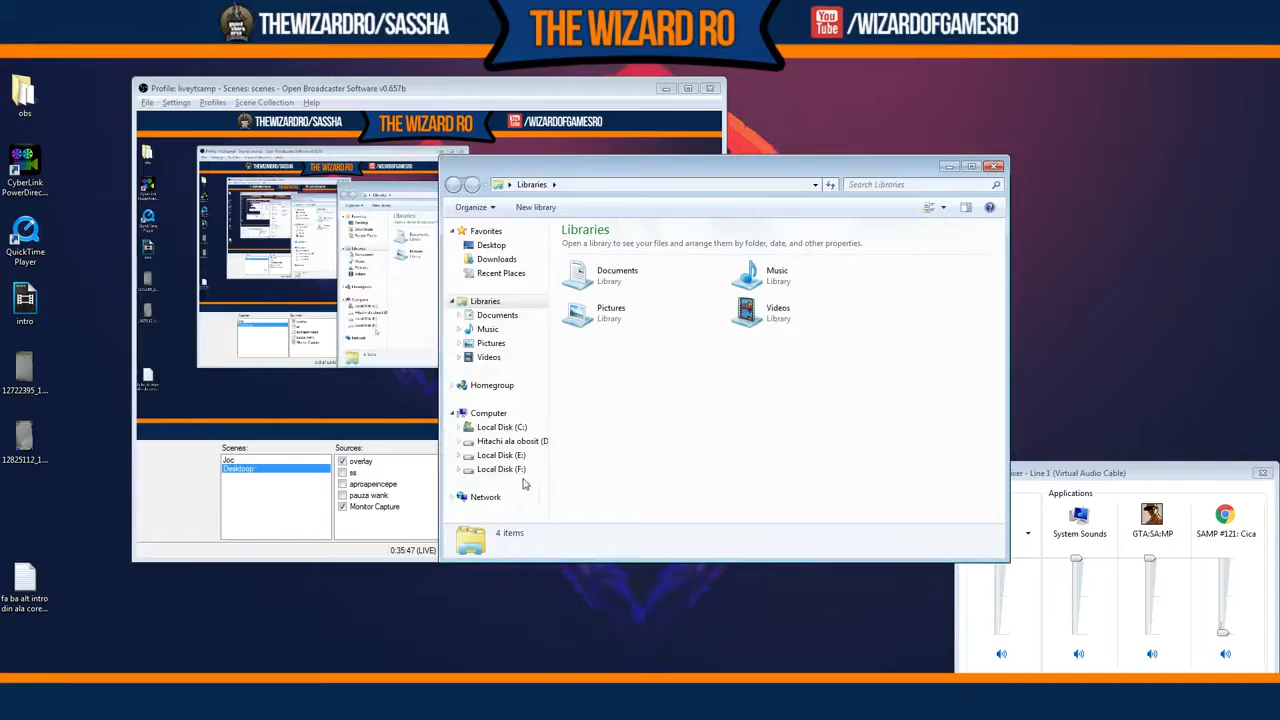 THEWIZARDRO/SASSHA
THE WIZARD RO
You Tube /WIZARDOFGAMESRO
obs
CyberLink
PowerDirec...
QuickTime
Player
intro
12722395_1...
12825112_1...
fa ba alt intro
din ala core...
Profile: liveytsamp - Scenes: scenes - Open Broadcaster Software v0.657b
File Settings Profiles Scene Collection Help
THEWIZARDRO/SASSHA
THE WIZARD RO
You Tube /WIZARDOFGAMESRO
Scenes:
Joc
Desktoop
Sources:
overlay
ss
aproapeincepe
pauza wank
Monitor Capture
0:35:47 (LIVE)
Libraries
Search Libraries
Organize
New library
Favorites
Desktop
Downloads
Recent Places
Libraries
Documents
Music
Pictures
Videos
Homegroup
Computer
Local Disk (C:)
Hitachi ala obosit (D
Local Disk (E:)
Local Disk (F:)
Network
Libraries
Open a library to see your files and arrange them by folder, date, and other properties.
Documents
Library
Music
Library
Pictures
Library
Videos
Library
4 items
ixer - Line 1 (Virtual Audio Cable)
Applications
System Sounds
GTA:SA:MP
SAMP #121: Cica